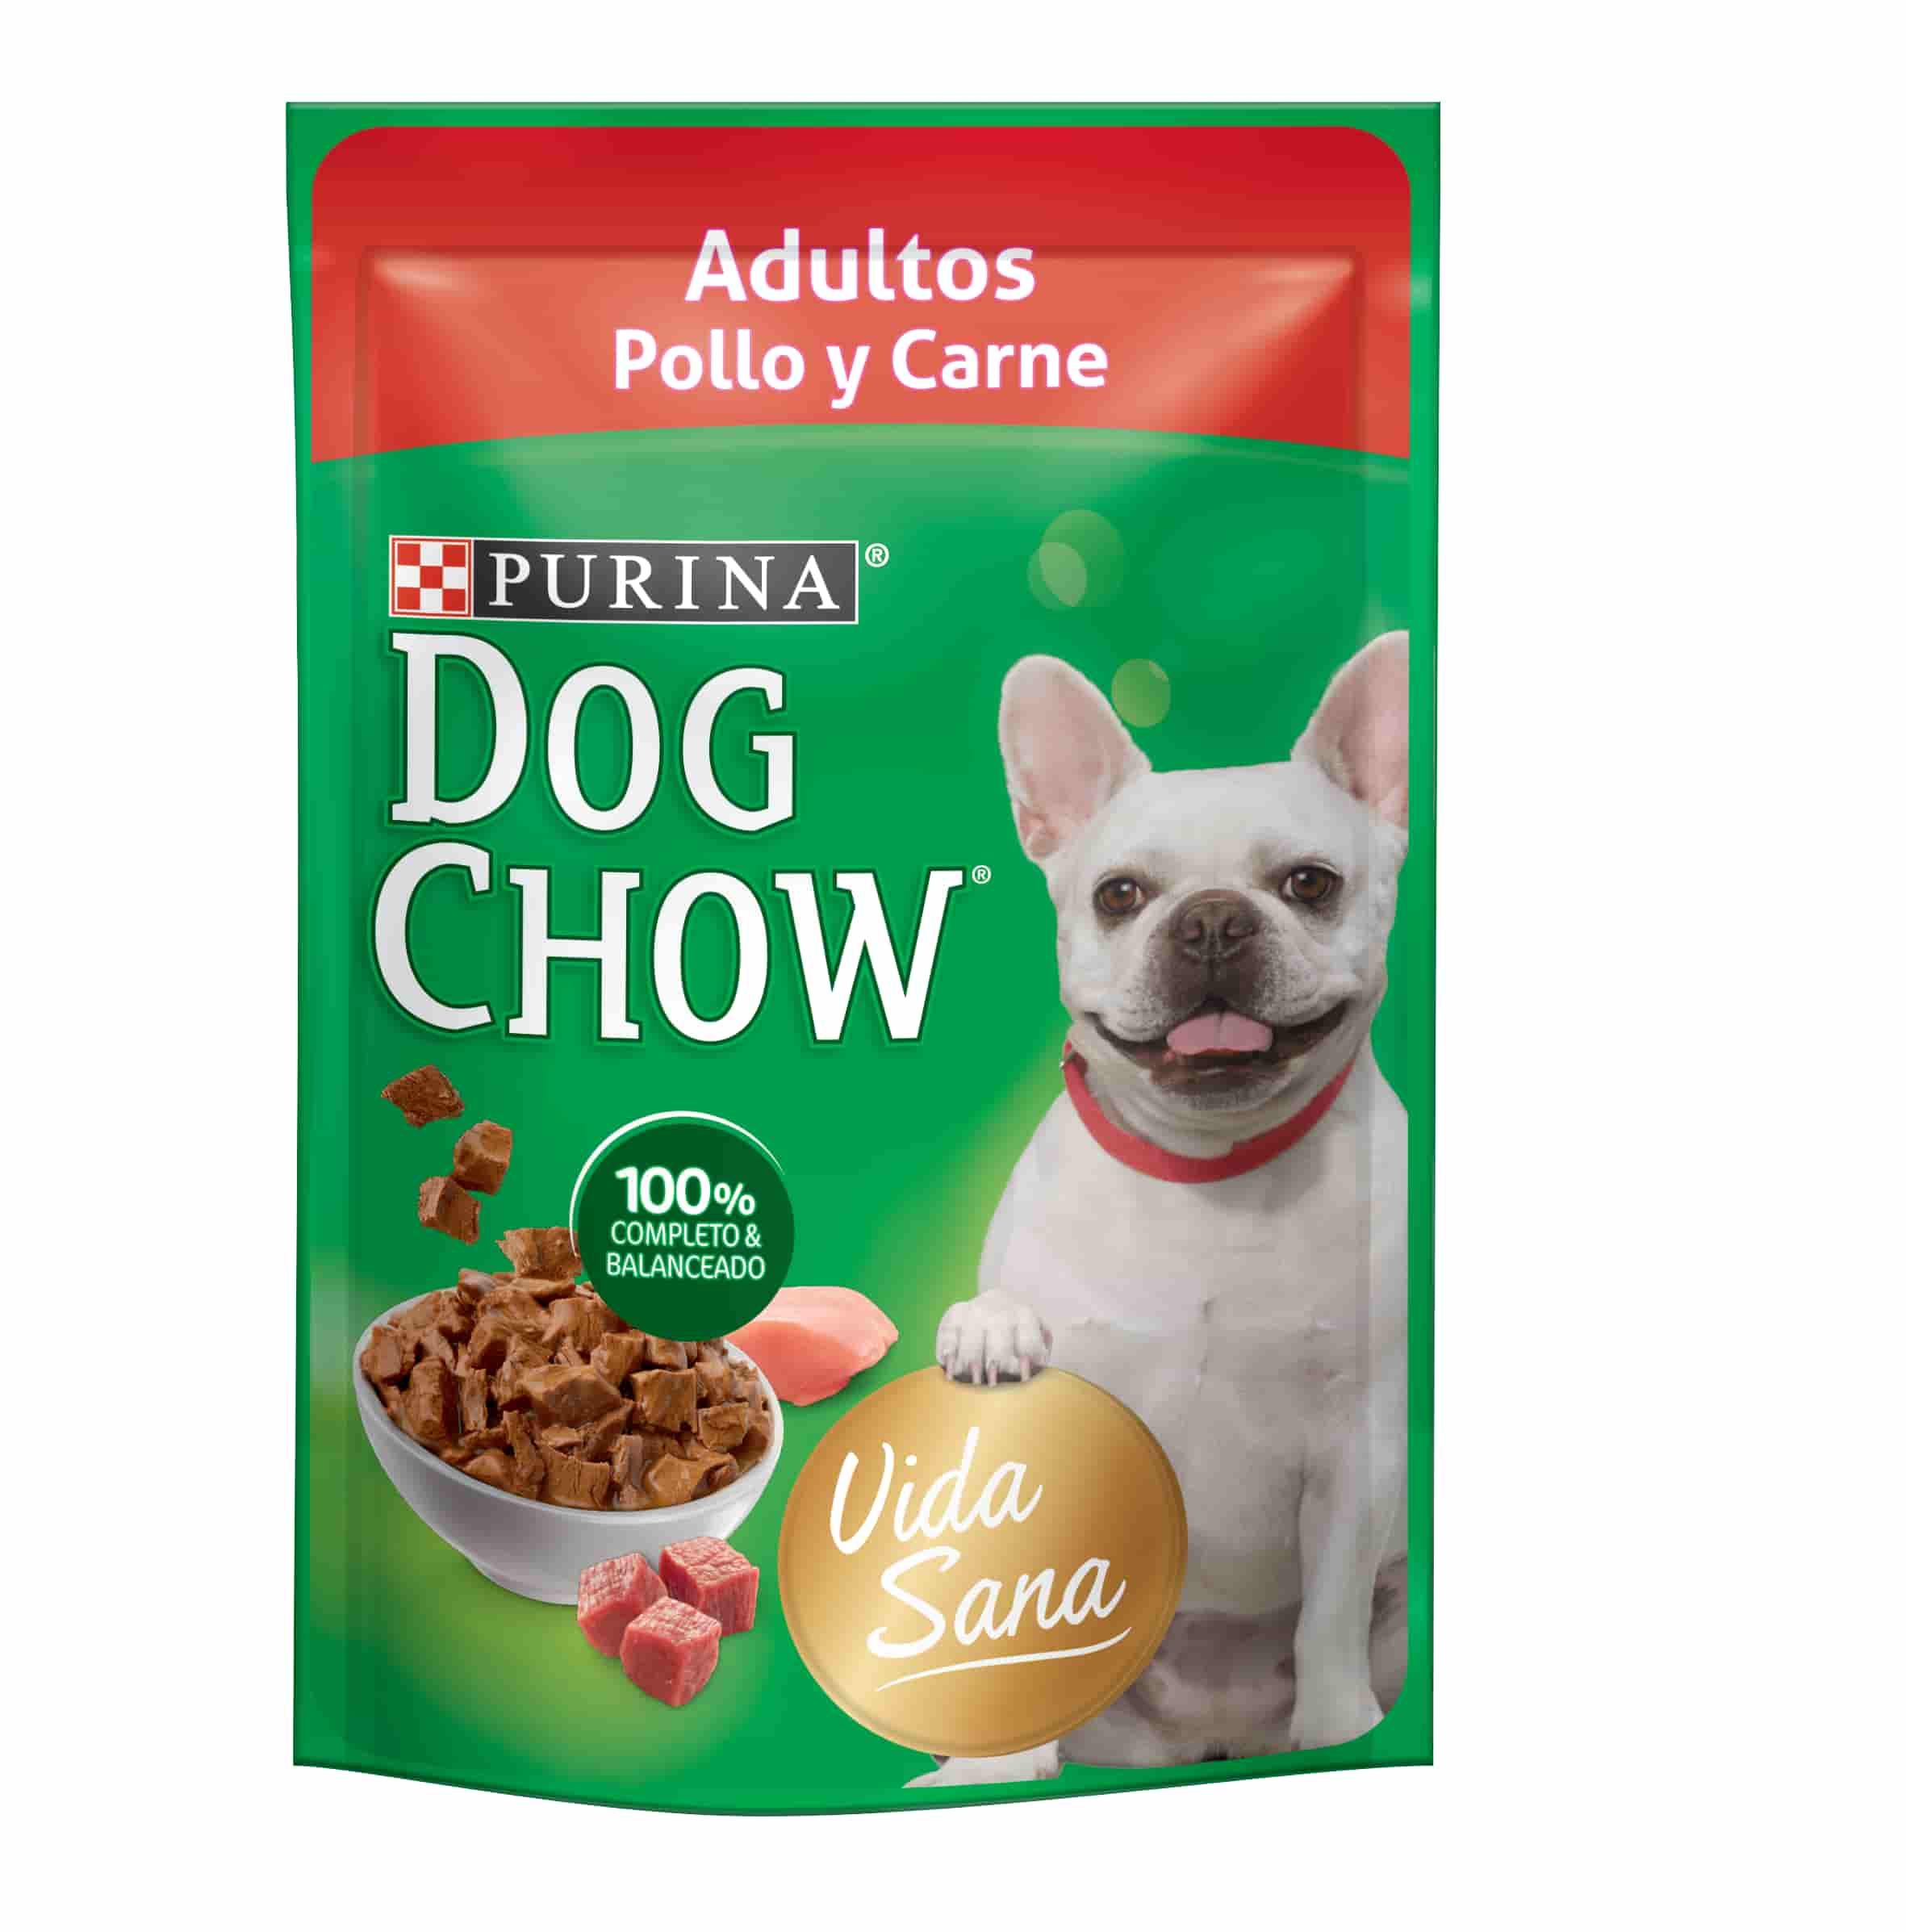 Adultos
Pollo y Carne
PURINA®
DOG
CHOW®
100%
COMPLETO &
BALANCEADO
Vida
Sana